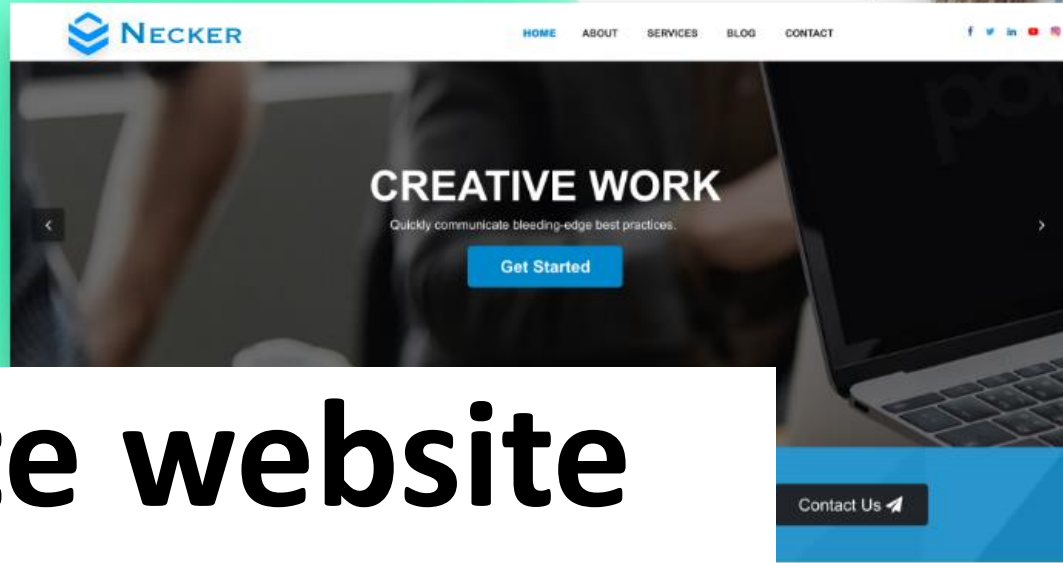 NECKER
HOME ABOUT SERVICES BLOG CONTACT
CREATIVE WORK
Quickly communicate bleeding-edge best practices.
Get Started
website
Contact Us